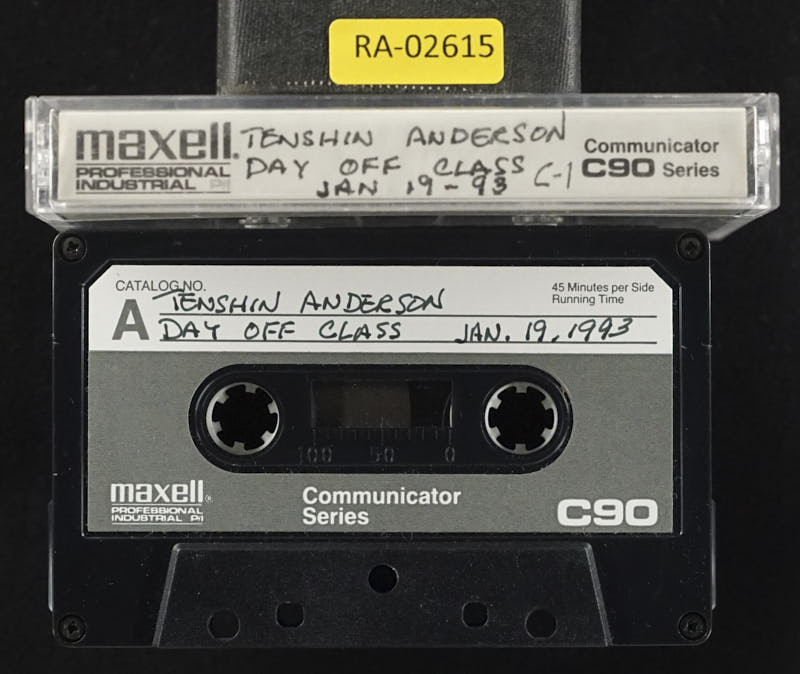 RA-02615
maxell® TENSHIN ANDERSON
PROFESSIONAL DAY OFF CLASS
INDUSTRIAL P/I JAN 19-93 C-1
Communicator
C90 Series
CATALOG NO.
A TENSHIN ANDERSON
DAY OFF CLASS JAN. 19, 1993
45 Minutes per Side
Running Time
100 50 0
maxell®
PROFESSIONAL
INDUSTRIAL P/I
Communicator
Series
C90